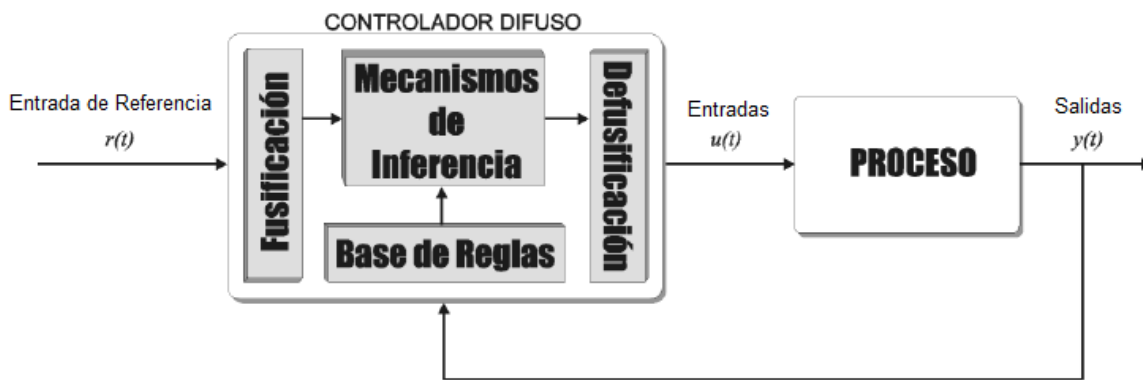 CONTROLADOR DIFUSO
Entrada de Referencia
r(t)
Fusificación
Mecanismos
de
Inferencia
Base de Reglas
Defusificación
Entradas
u(t)
PROCESO
Salidas
y(t)